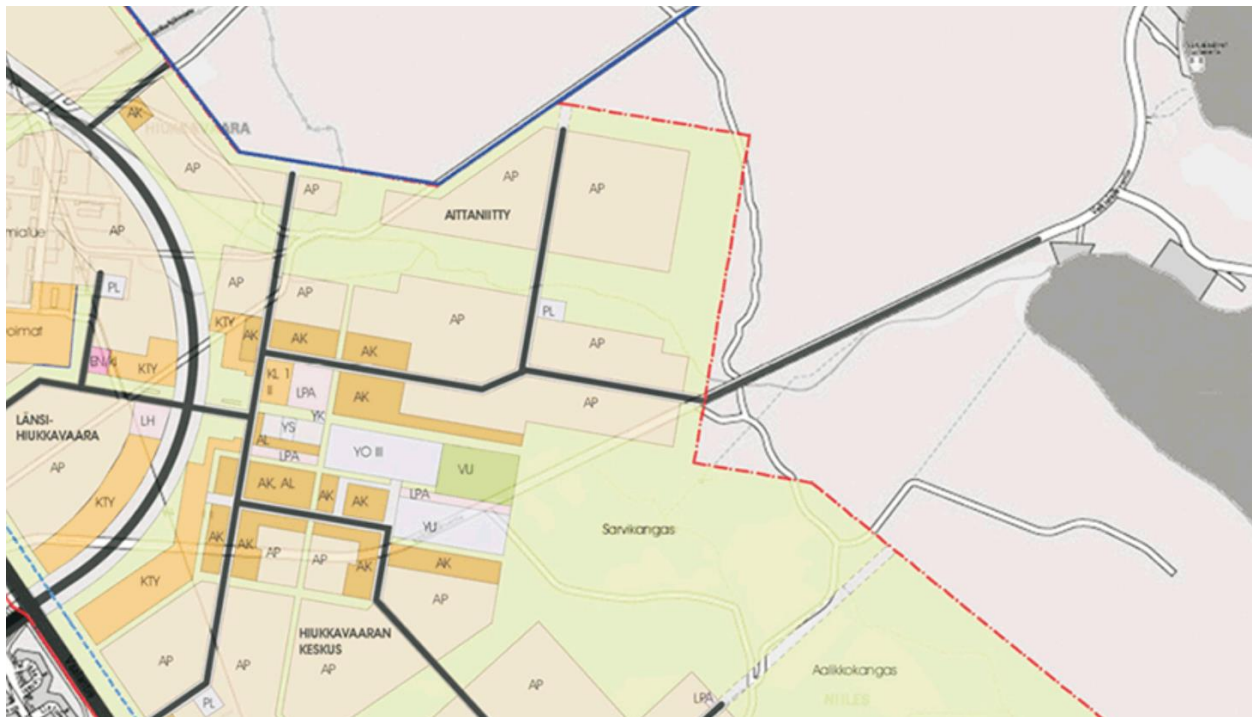 AK
AP
AP
AP
AP
AITTANIITTY
AP
mialue
PL
AP
AP
AP
PL
KTY
AK
AK
AK
AP
oimat
KTY
KL 1
II
LPA
AK
AP
LÄNSI-
HIUKKAVAARA
LH
YK
YS
AL
LPA
YO III
VU
AP
AK, AL
AK
AK
LPA
KTY
YU
Sarvikangas
AK
AK
AP
AP
AK
AK
KTY
AP
HIUKKAVAARAN
KESKUS
AP
AP
AP
AP
Aalikkokangas
PL
LPA